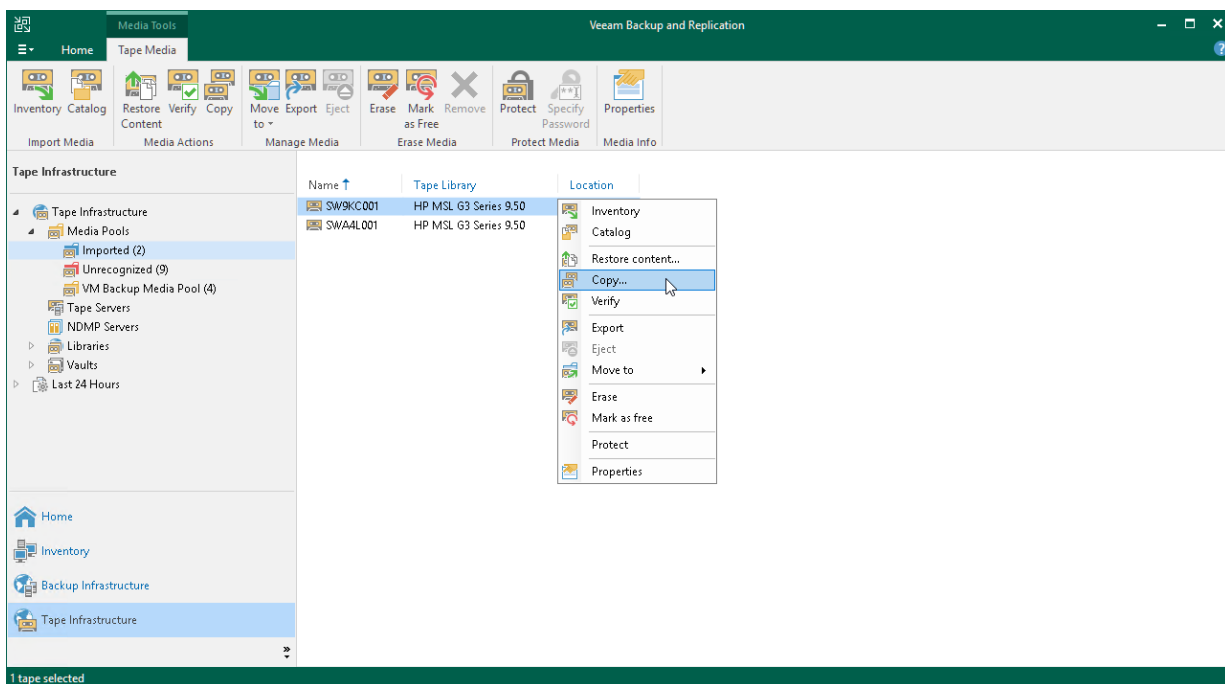 Media Tools
Veeam Backup and Replication
Home Tape Media
Inventory Catalog Restore Content Verify Copy Move to Export Eject Erase Mark as Free Remove Protect Specify Password Properties
Import Media Media Actions Manage Media Erase Media Protect Media Media Info
Tape Infrastructure
Tape Infrastructure
Media Pools
Imported (2)
Unrecognized (9)
VM Backup Media Pool (4)
Tape Servers
NDMP Servers
Libraries
Vaults
Last 24 Hours
Home
Inventory
Backup Infrastructure
Tape Infrastructure
Name Tape Library Location
SW9KC001 HP MSL G3 Series 9.50
SWA4L001 HP MSL G3 Series 9.50
Inventory
Catalog
Restore content...
Copy...
Verify
Export
Eject
Move to
Erase
Mark as free
Protect
Properties
1 tape selected